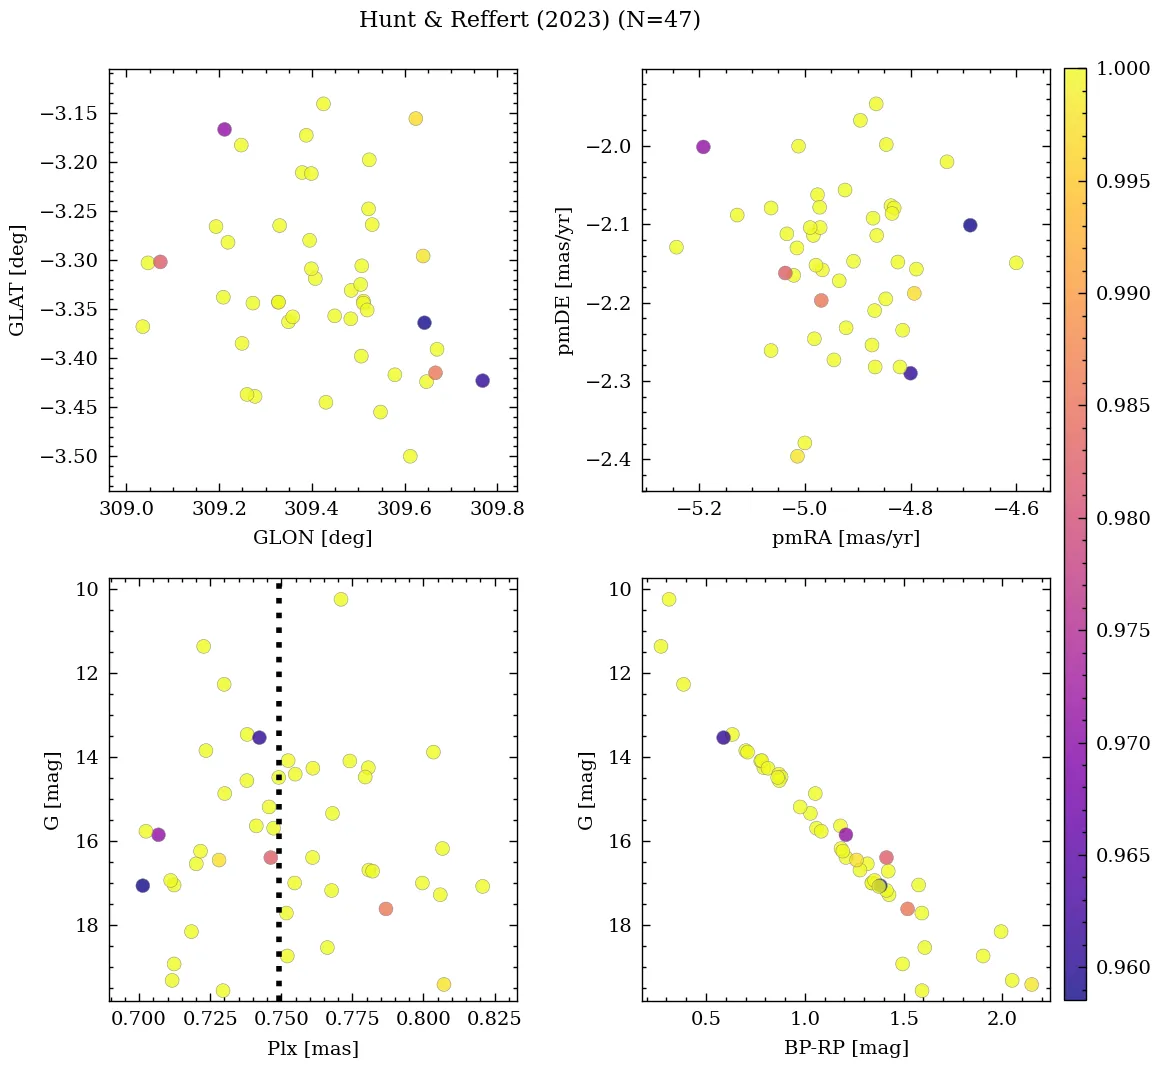 Hunt & Reffert (2023) (N=47)
−3.15
−3.20
−3.25
−3.30
−3.35
−3.40
−3.45
−3.50
GLAT [deg]
309.0 309.2 309.4 309.6 309.8
GLON [deg]
−2.0
−2.1
−2.2
−2.3
−2.4
pmDE [mas/yr]
−5.2 −5.0 −4.8 −4.6
pmRA [mas/yr]
1.000
0.995
0.990
0.985
0.980
0.975
0.970
0.965
0.960
10
12
14
16
18
G [mag]
0.700 0.725 0.750 0.775 0.800 0.825
Plx [mas]
10
12
14
16
18
G [mag]
0.5 1.0 1.5 2.0
BP-RP [mag]